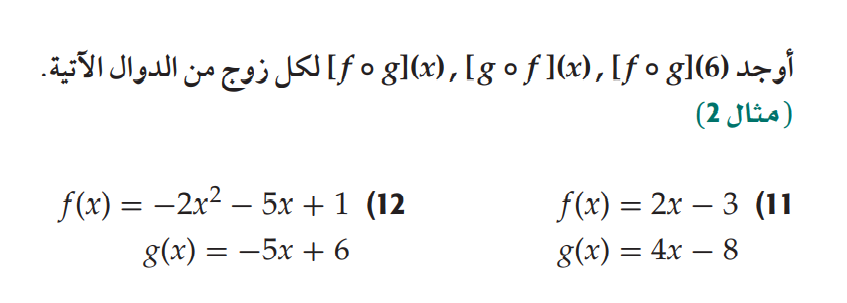 أوجد [f ∘ g](x), [g ∘ f](x), [f ∘ g](6) لكل زوج من الدوال الآتية.
(مثال 2)
11) f(x) = 2x − 3
g(x) = 4x − 8
12) f(x) = −2x² − 5x + 1
g(x) = −5x + 6